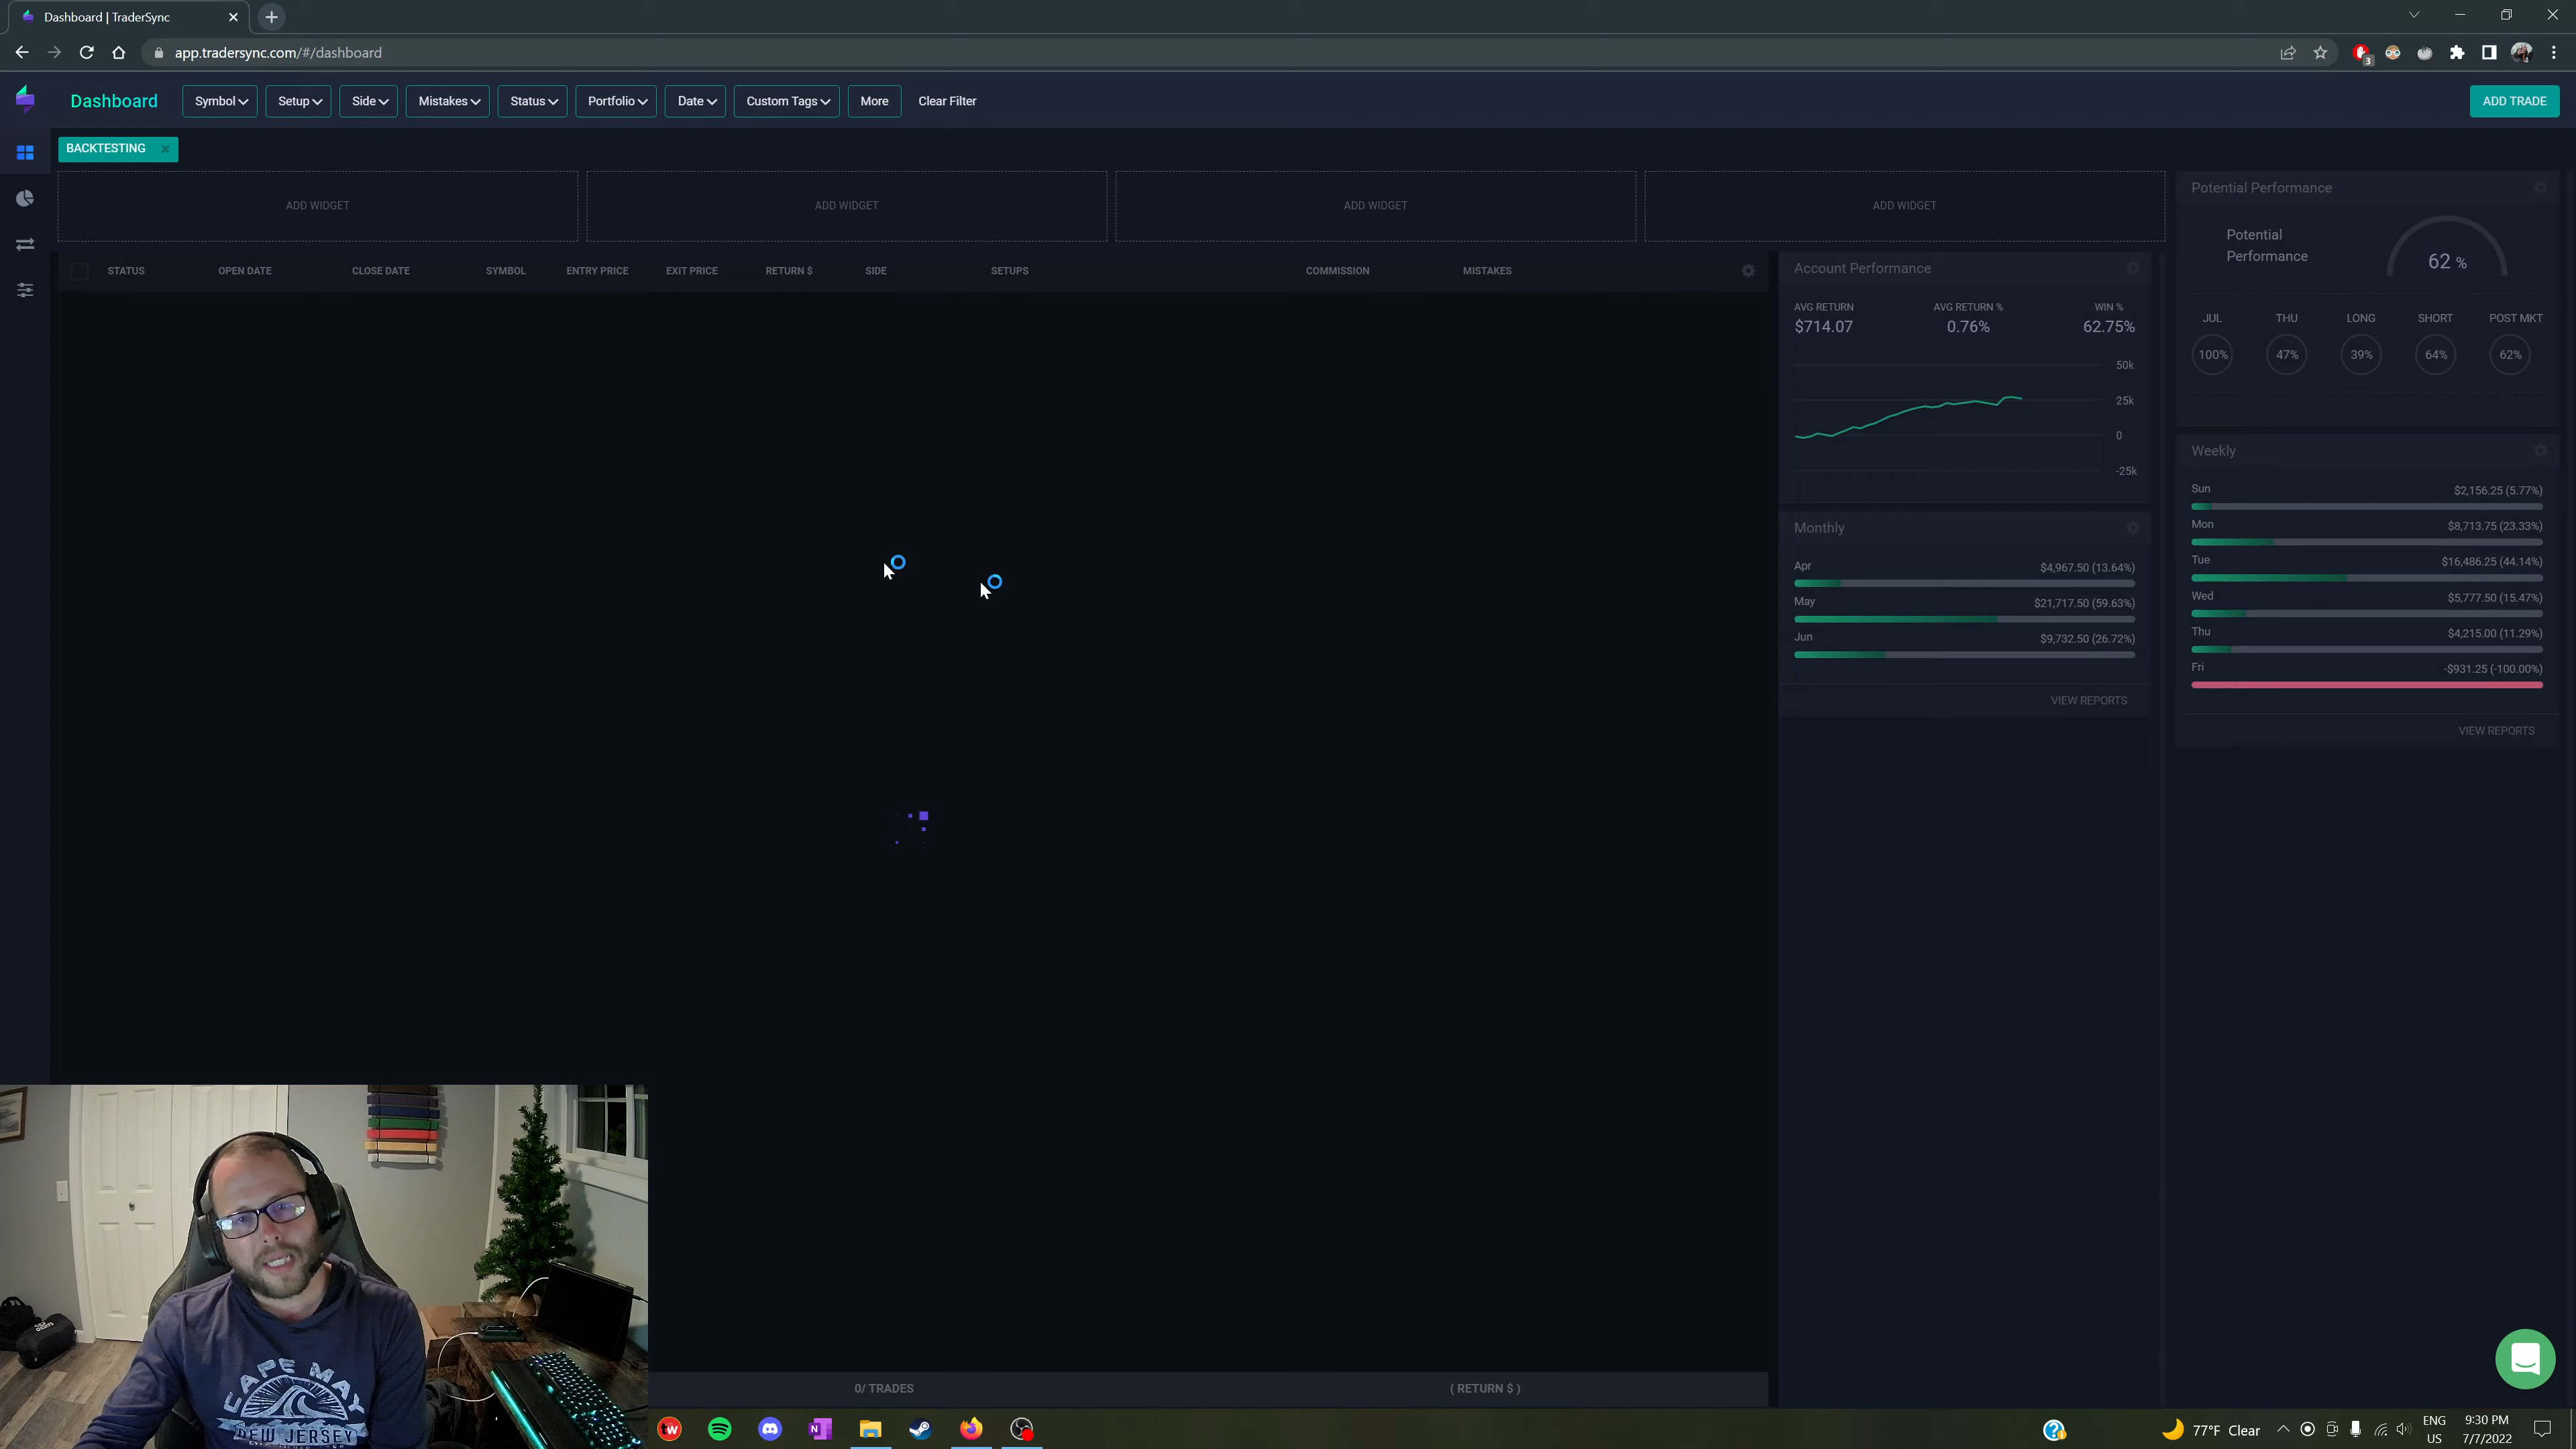 Dashboard | TraderSync
app.tradersync.com/#/dashboard
3
Dashboard
Symbol
Setup
Side
Mistakes
Status
Portfolio
Date
Custom Tags
More
Clear Filter
ADD TRADE
BACKTESTING
ADD WIDGET
ADD WIDGET
ADD WIDGET
ADD WIDGET
STATUS
OPEN DATE
CLOSE DATE
SYMBOL
ENTRY PRICE
EXIT PRICE
RETURN $
SIDE
SETUPS
COMMISSION
MISTAKES
Account Performance
AVG RETURN
AVG RETURN %
WIN %
$714.07
0.76%
62.75%
50k
25k
0
-25k
Monthly
Apr
$4,967.50 (13.64%)
May
$21,717.50 (59.63%)
Jun
$9,732.50 (26.72%)
VIEW REPORTS
Potential Performance
Potential
Performance
62 %
JUL
THU
LONG
SHORT
POST MKT
100%
47%
39%
64%
62%
Weekly
Sun
$2,156.25 (5.77%)
Mon
$8,713.75 (23.33%)
Tue
$16,486.25 (44.14%)
Wed
$5,777.50 (15.47%)
Thu
$4,215.00 (11.29%)
Fri
-$931.25 (-100.00%)
VIEW REPORTS
0/ TRADES
( RETURN $ )
CAPE MAY
NEW JERSEY
77°F Clear
ENG
US
9:30 PM
7/7/2022